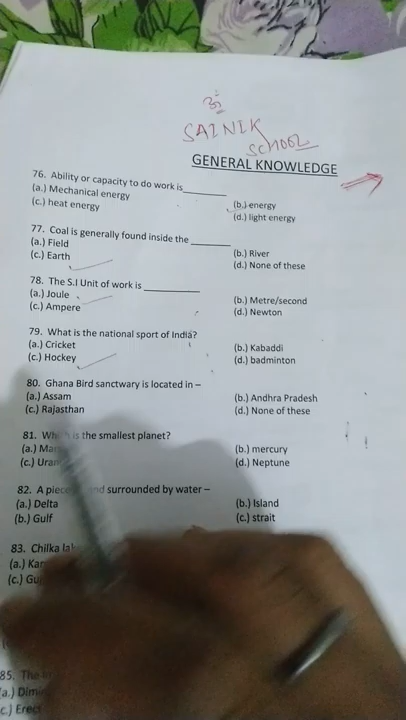 ॐ
SAINIK
SCHOOL
GENERAL KNOWLEDGE
76. Ability or capacity to do work is________
(a.) Mechanical energy (b.) energy
(c.) heat energy (d.) light energy
77. Coal is generally found inside the _______
(a.) Field (b.) River
(c.) Earth (d.) None of these
78. The S.I Unit of work is __________
(a.) Joule (b.) Metre/second
(c.) Ampere (d.) Newton
79. What is the national sport of India?
(a.) Cricket (b.) Kabaddi
(c.) Hockey (d.) badminton
80. Ghana Bird sanctwary is located in –
(a.) Assam (b.) Andhra Pradesh
(c.) Rajasthan (d.) None of these
81. is the smallest planet?
(a.) (b.) mercury
(c.) (d.) Neptune
82. A surrounded by water –
(a.) Delta (b.) Island
(b.) Gulf (c.) strait
83. Chilka
(a.)
(c.)
85. The
(a.)
(c.)